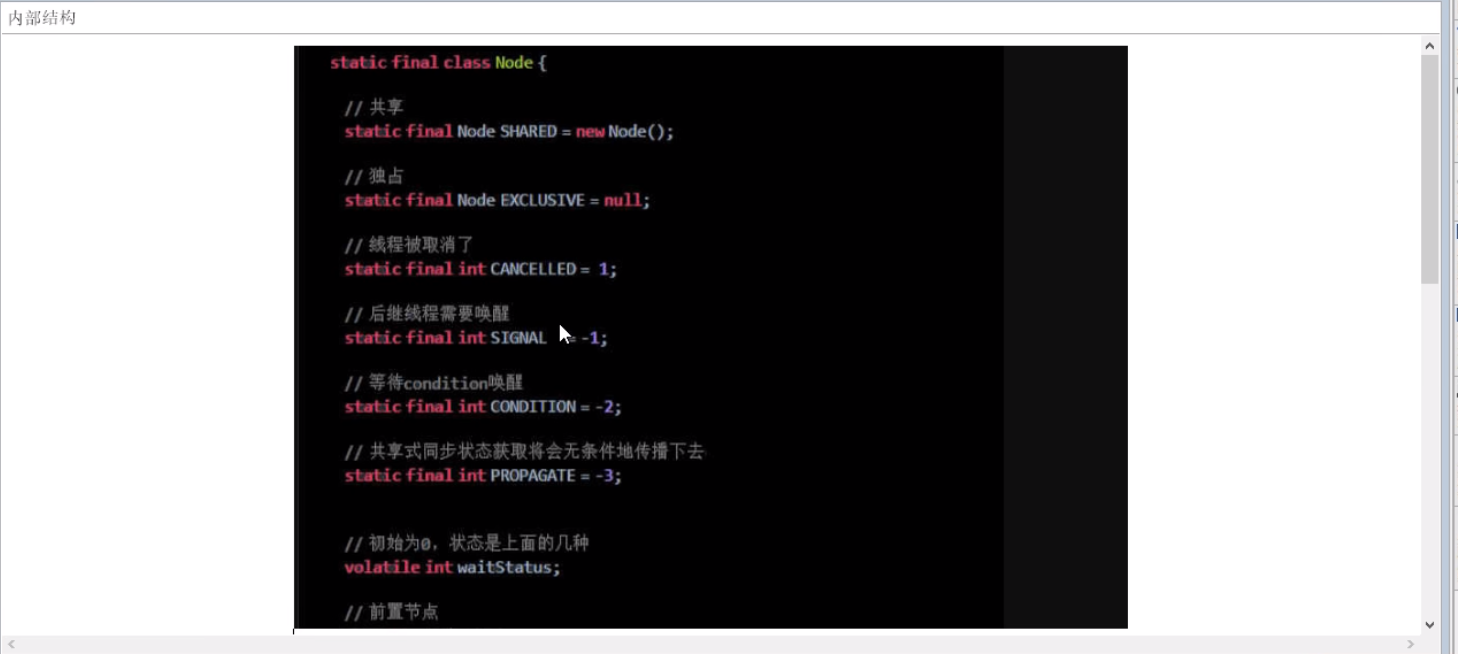 内部结构
static final class Node {
// 共享
static final Node SHARED = new Node();
// 独占
static final Node EXCLUSIVE = null;
// 线程被取消了
static final int CANCELLED = 1;
// 后继线程需要唤醒
static final int SIGNAL = -1;
// 等待condition唤醒
static final int CONDITION = -2;
// 共享式同步状态获取将会无条件地传播下去
static final int PROPAGATE = -3;
// 初始为0，状态是上面的几种
volatile int waitStatus;
// 前置节点